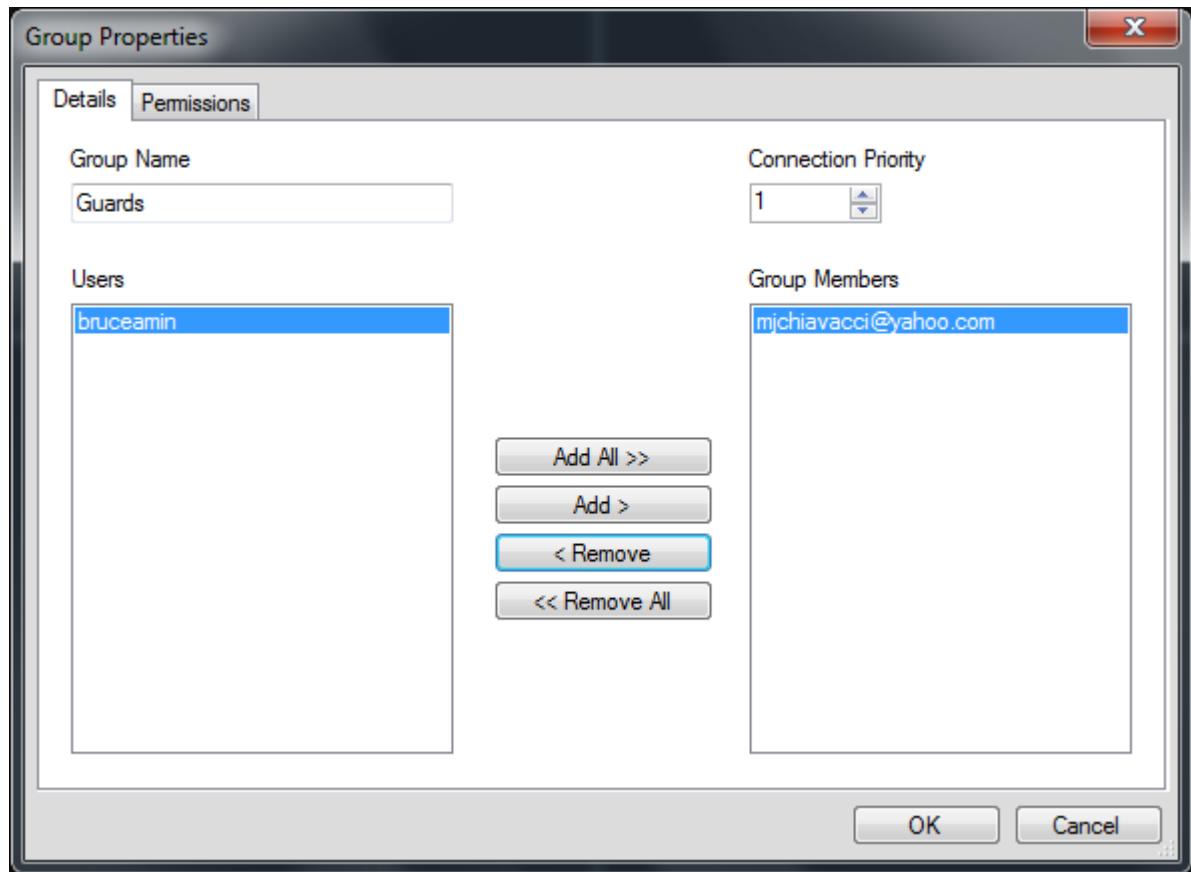 Group Properties
Details Permissions
Group Name
Connection Priority
Guards
1
Users
Group Members
bruceamin
mjchiavacci@yahoo.com
Add All >>
Add >
< Remove
<< Remove All
OK Cancel